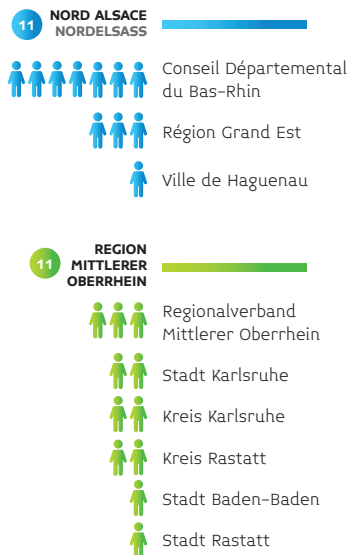 11
NORD ALSACE
NORDELSASS
Conseil Départemental
du Bas-Rhin
Région Grand Est
Ville de Haguenau
11
REGION
MITTLERER
OBERRHEIN
Regionalverband
Mittlerer Oberrhein
Stadt Karlsruhe
Kreis Karlsruhe
Kreis Rastatt
Stadt Baden-Baden
Stadt Rastatt